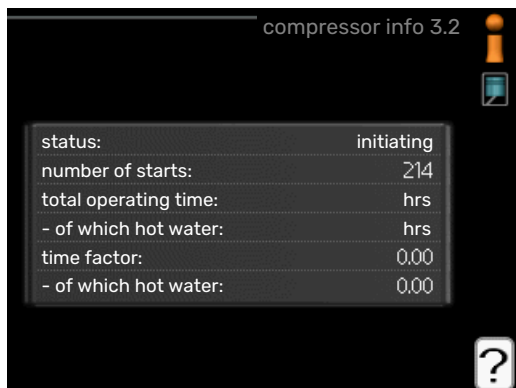 compressor info 3.2
status: initiating
number of starts: 214
total operating time: hrs
- of which hot water: hrs
time factor: 0.00
- of which hot water: 0.00
?